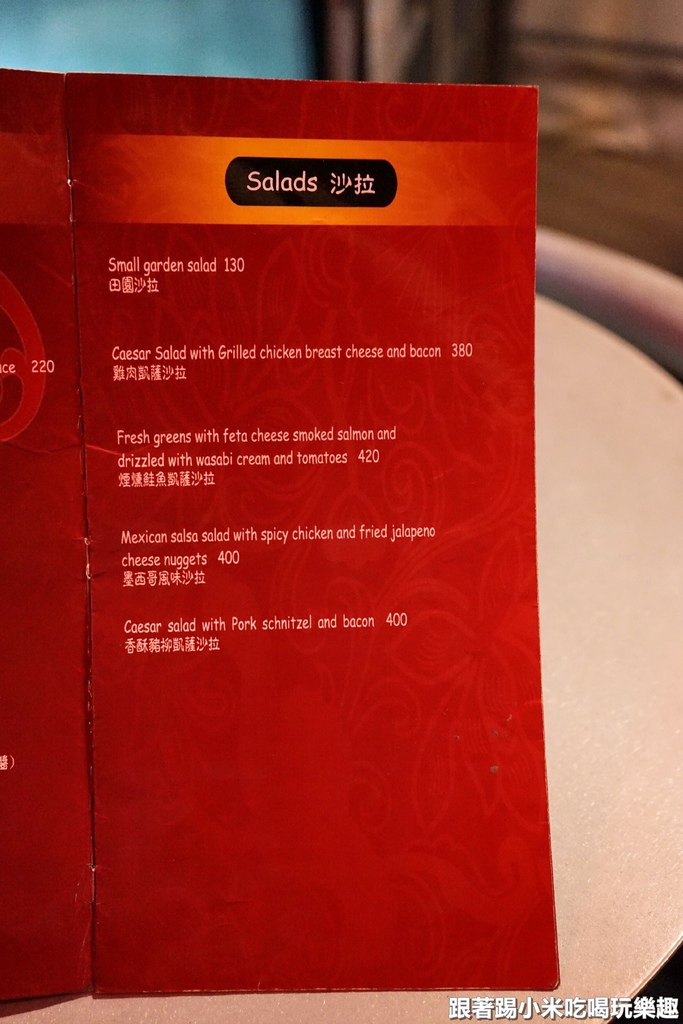 Salads 沙拉
Small garden salad 130
田園沙拉
Caesar Salad with Grilled chicken breast cheese and bacon 380
雞肉凱薩沙拉
Fresh greens with feta cheese smoked salmon and
drizzled with wasabi cream and tomatoes 420
煙燻鮭魚凱薩沙拉
Mexican salsa salad with spicy chicken and fried jalapeno
cheese nuggets 400
墨西哥風味沙拉
Caesar salad with Pork schnitzel and bacon 400
香酥豬柳凱薩沙拉
220
醬)
跟著踢小米吃喝玩樂趣